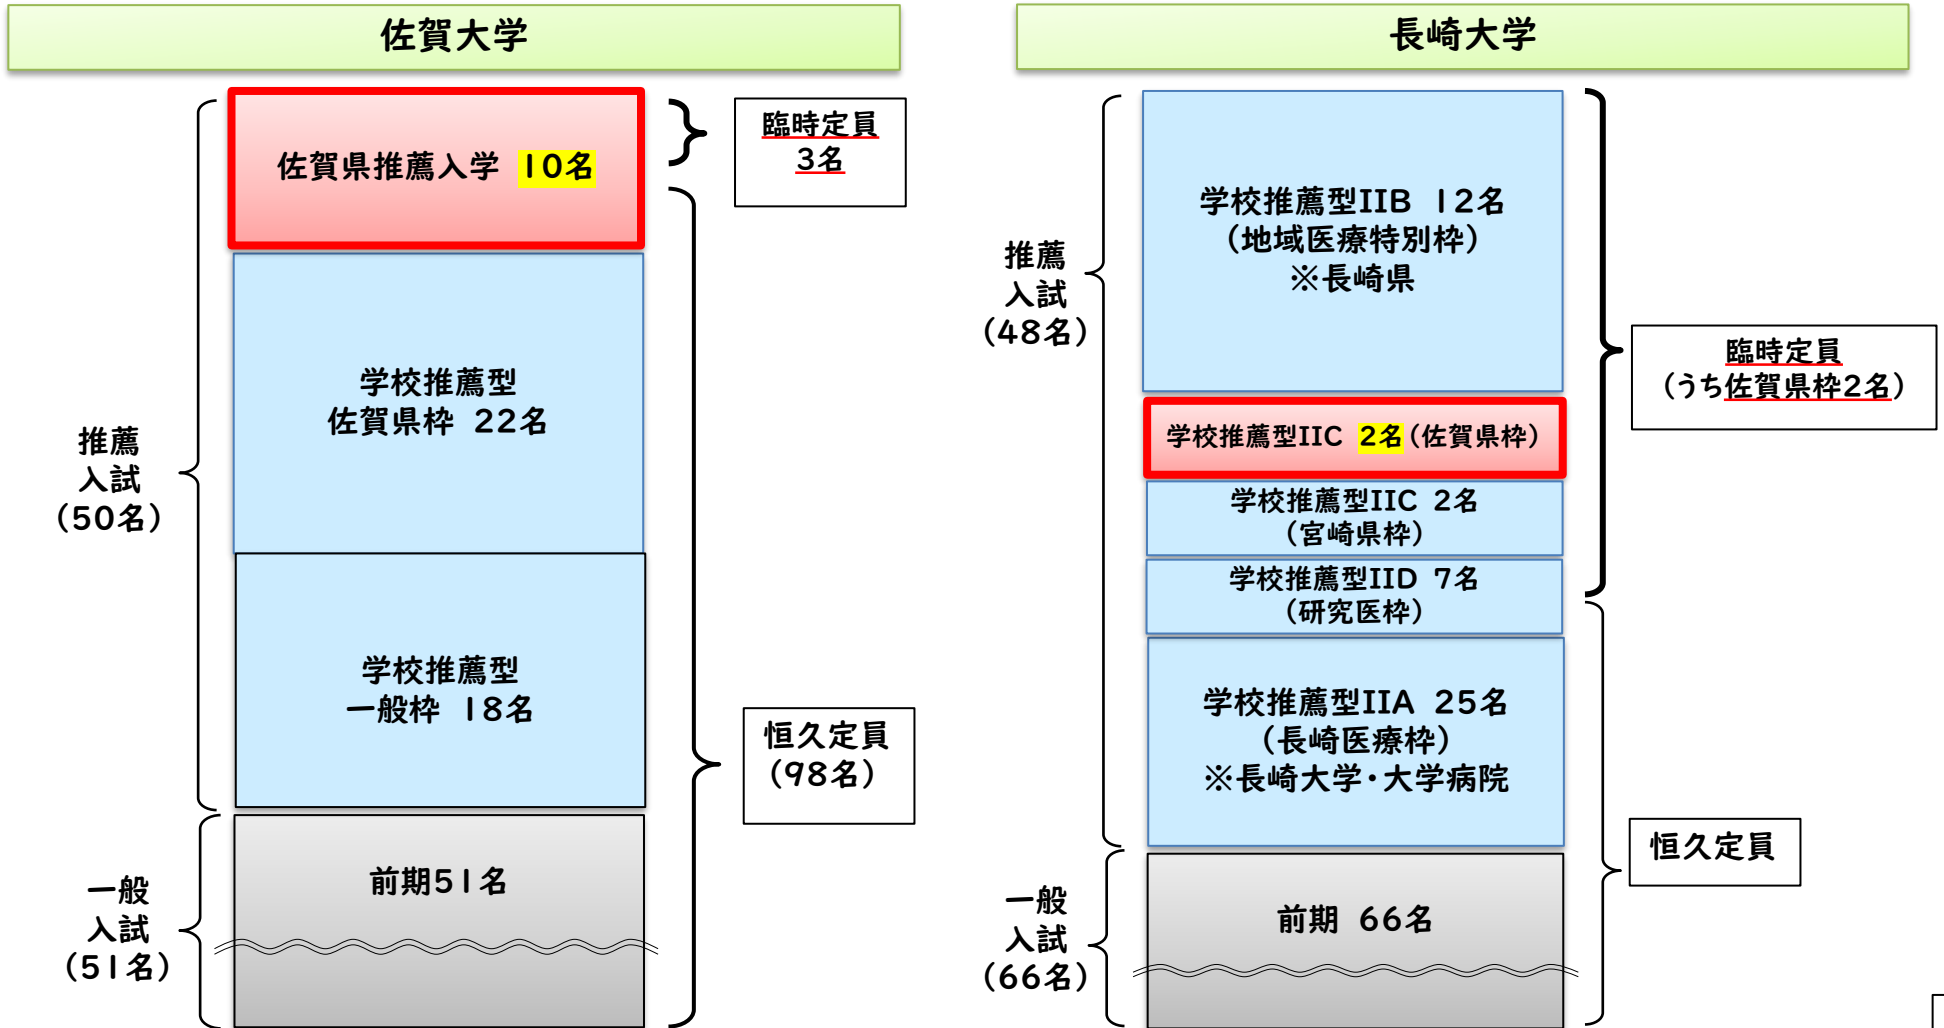 佐賀大学
推薦
入試
(50名)
佐賀県推薦入学 10名
学校推薦型
佐賀県枠 22名
学校推薦型
一般枠 18名
臨時定員
3名
恒久定員
(98名)
一般
入試
(51名)
前期51名
長崎大学
推薦
入試
(48名)
学校推薦型IIB 12名
(地域医療特別枠)
※長崎県
学校推薦型IIC 2名(佐賀県枠)
学校推薦型IIC 2名
(宮崎県枠)
学校推薦型IID 7名
(研究医枠)
学校推薦型IIA 25名
(長崎医療枠)
※長崎大学・大学病院
臨時定員
(うち佐賀県枠2名)
恒久定員
一般
入試
(66名)
前期 66名